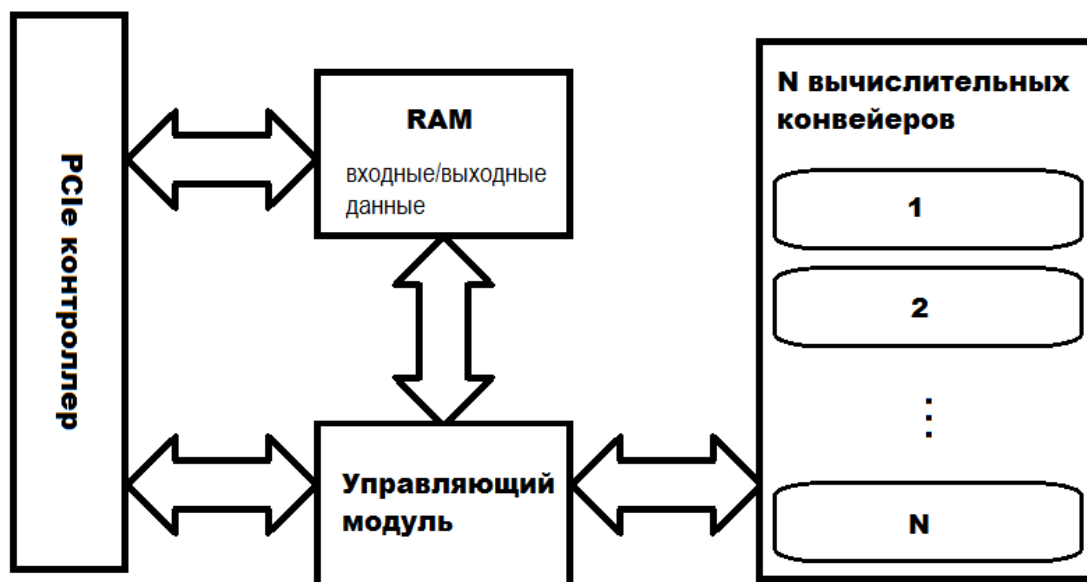 PCIe контроллер
RAM
входные/выходные
данные
Управляющий
модуль
N вычислительных
конвейеров
1
2
⋮
N